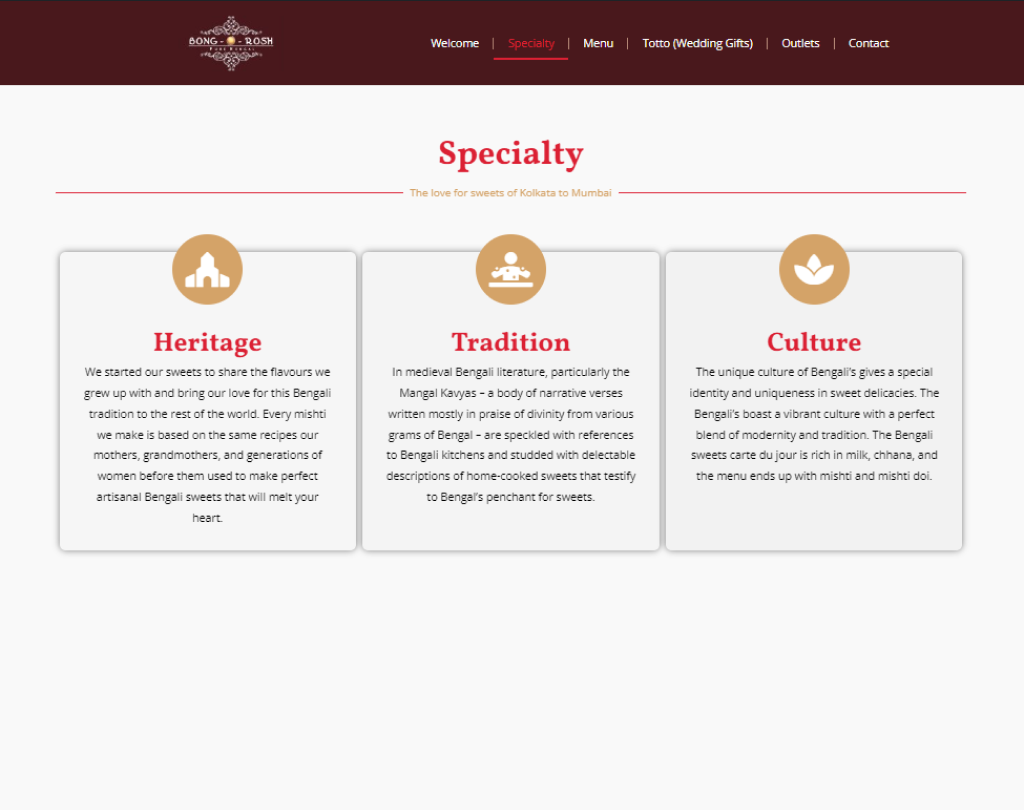 BONG - O - ROSH
PURE BENGALI
Welcome | Specialty | Menu | Totto (Wedding Gifts) | Outlets | Contact
Specialty
The love for sweets of Kolkata to Mumbai
Heritage
We started our sweets to share the flavours we
grew up with and bring our love for this Bengali
tradition to the rest of the world. Every mishti
we make is based on the same recipes our
mothers, grandmothers, and generations of
women before them used to make perfect
artisanal Bengali sweets that will melt your
heart.
Tradition
In medieval Bengali literature, particularly the
Mangal Kavyas – a body of narrative verses
written mostly in praise of divinity from various
grams of Bengal – are speckled with references
to Bengali kitchens and studded with delectable
descriptions of home-cooked sweets that testify
to Bengal’s penchant for sweets.
Culture
The unique culture of Bengali's gives a special
identity and uniqueness in sweet delicacies. The
Bengali's boast a vibrant culture with a perfect
blend of modernity and tradition. The Bengali
sweets carte du jour is rich in milk, chhana, and
the menu ends up with mishti and mishti doi.